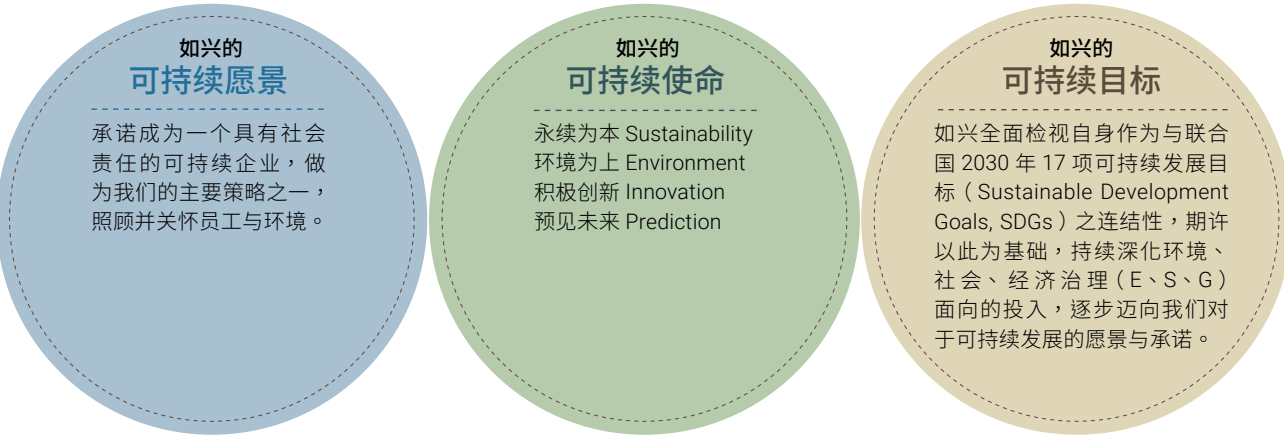 如兴的
可持续愿景
承诺成为一个具有社会
责任的可持续企业，做
为我们的主要策略之一，
照顾并关怀员工与环境。
如兴的
可持续使命
永续为本 Sustainability
环境为上 Environment
积极创新 Innovation
预见未来 Prediction
如兴的
可持续目标
如兴全面检视自身作为与联合
国 2030 年 17 项可持续发展目
标（Sustainable Development
Goals, SDGs）之连结性，期许
以此为基础，持续深化环境、
社会、经济治理（E、S、G）
面向的投入，逐步迈向我们对
于可持续发展的愿景与承诺。